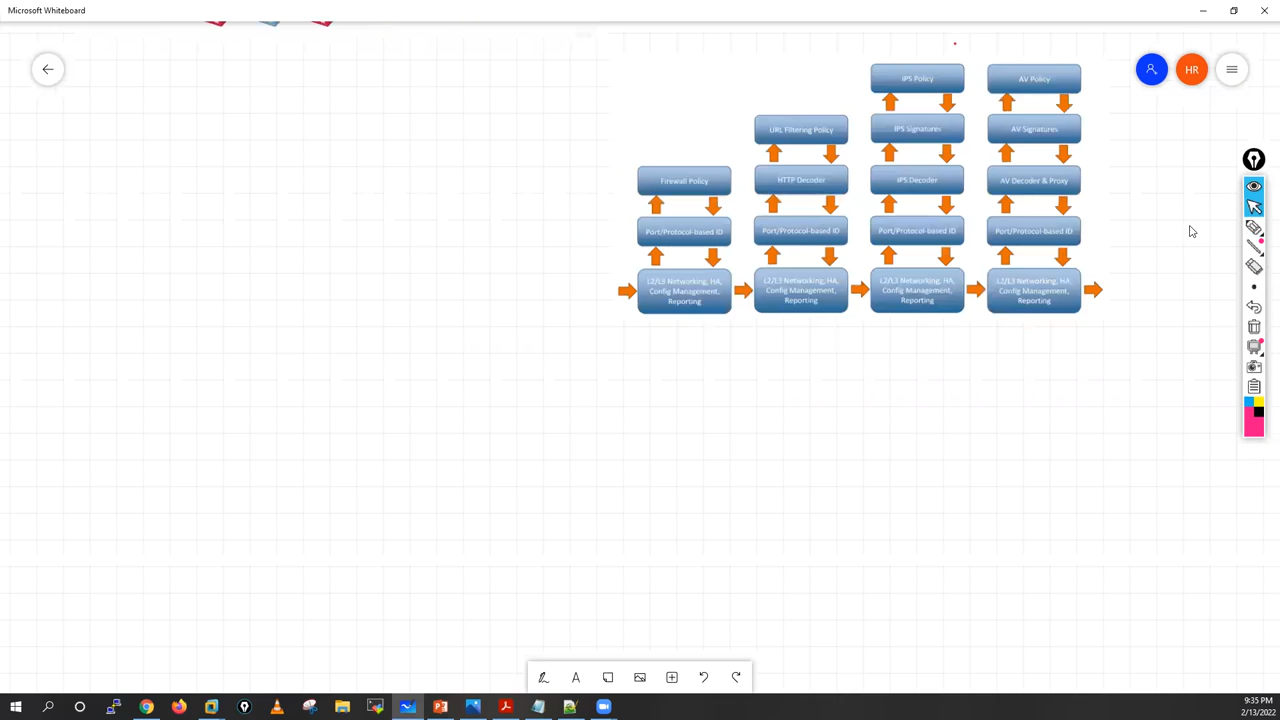 Microsoft Whiteboard
IPS Policy
AV Policy
HR
URL Filtering Policy
IPS Signatures
AV Signatures
Firewall Policy
HTTP Decoder
IPS Decoder
AV Decoder & Proxy
Port/Protocol-based ID
Port/Protocol-based ID
Port/Protocol-based ID
Port/Protocol-based ID
L2/L3 Networking, HA,
Config Management,
Reporting
L2/L3 Networking, HA,
Config Management,
Reporting
L2/L3 Networking, HA,
Config Management,
Reporting
L2/L3 Networking, HA,
Config Management,
Reporting
9:35 PM
2/13/2022